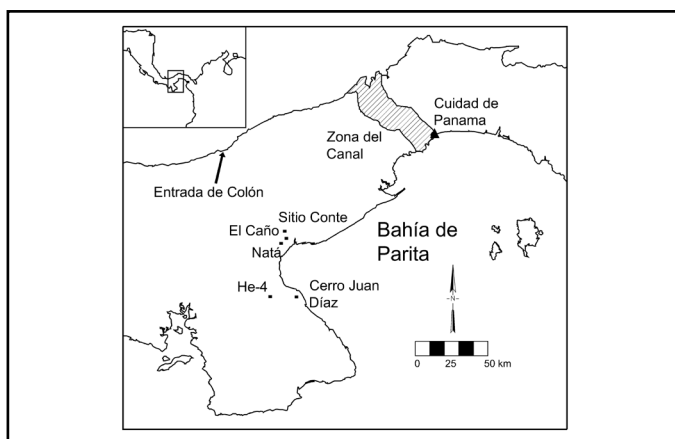 Cuidad de
Panama
Zona del
Canal
Entrada de Colón
Sitio Conte
El Caño
Natá
Bahía de
Parita
He-4
Cerro Juan
Díaz
-N-
0 25 50 km